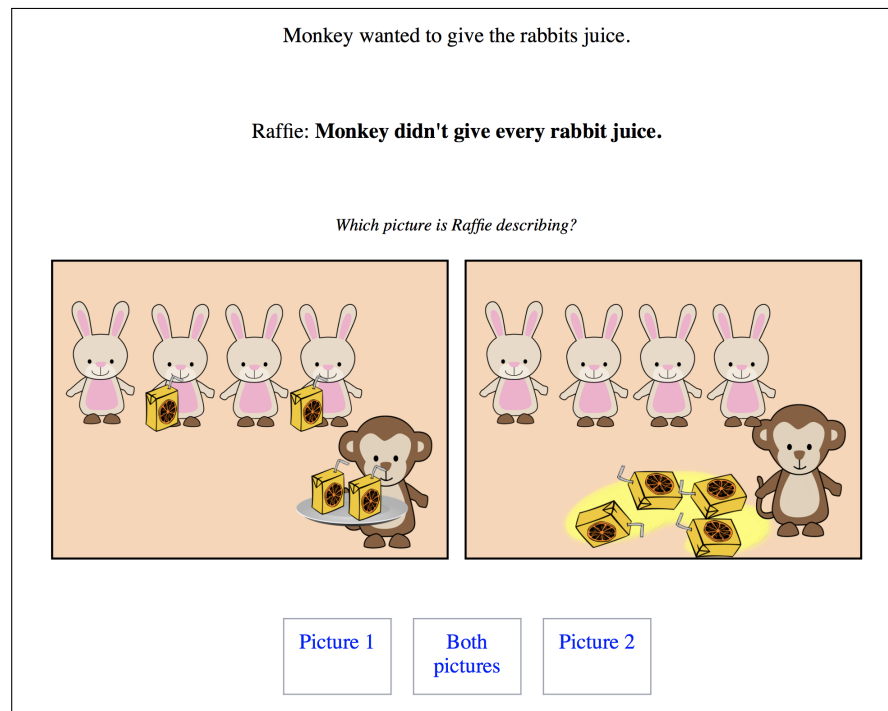 Monkey wanted to give the rabbits juice.
Raffie: Monkey didn't give every rabbit juice.
Which picture is Raffie describing?
Picture 1
Both
pictures
Picture 2